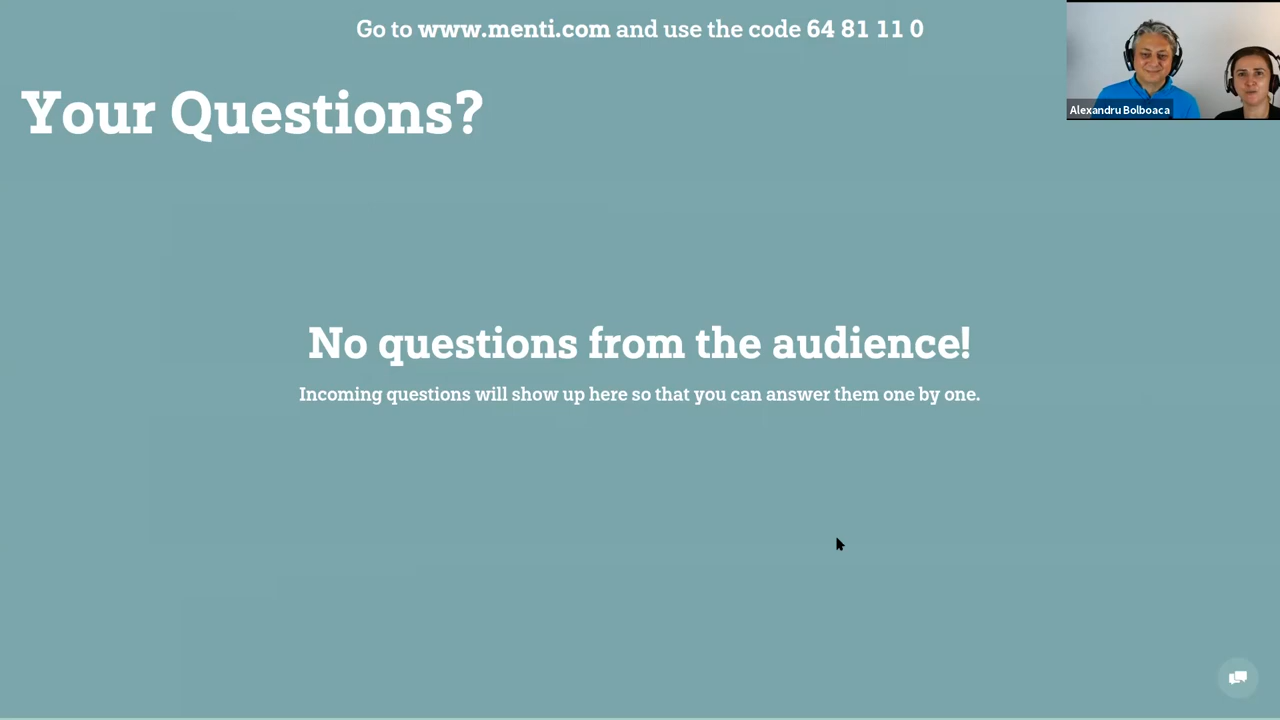 Go to www.menti.com and use the code 64 81 11 0
Your Questions?
Alexandru Bolboaca
No questions from the audience!
Incoming questions will show up here so that you can answer them one by one.